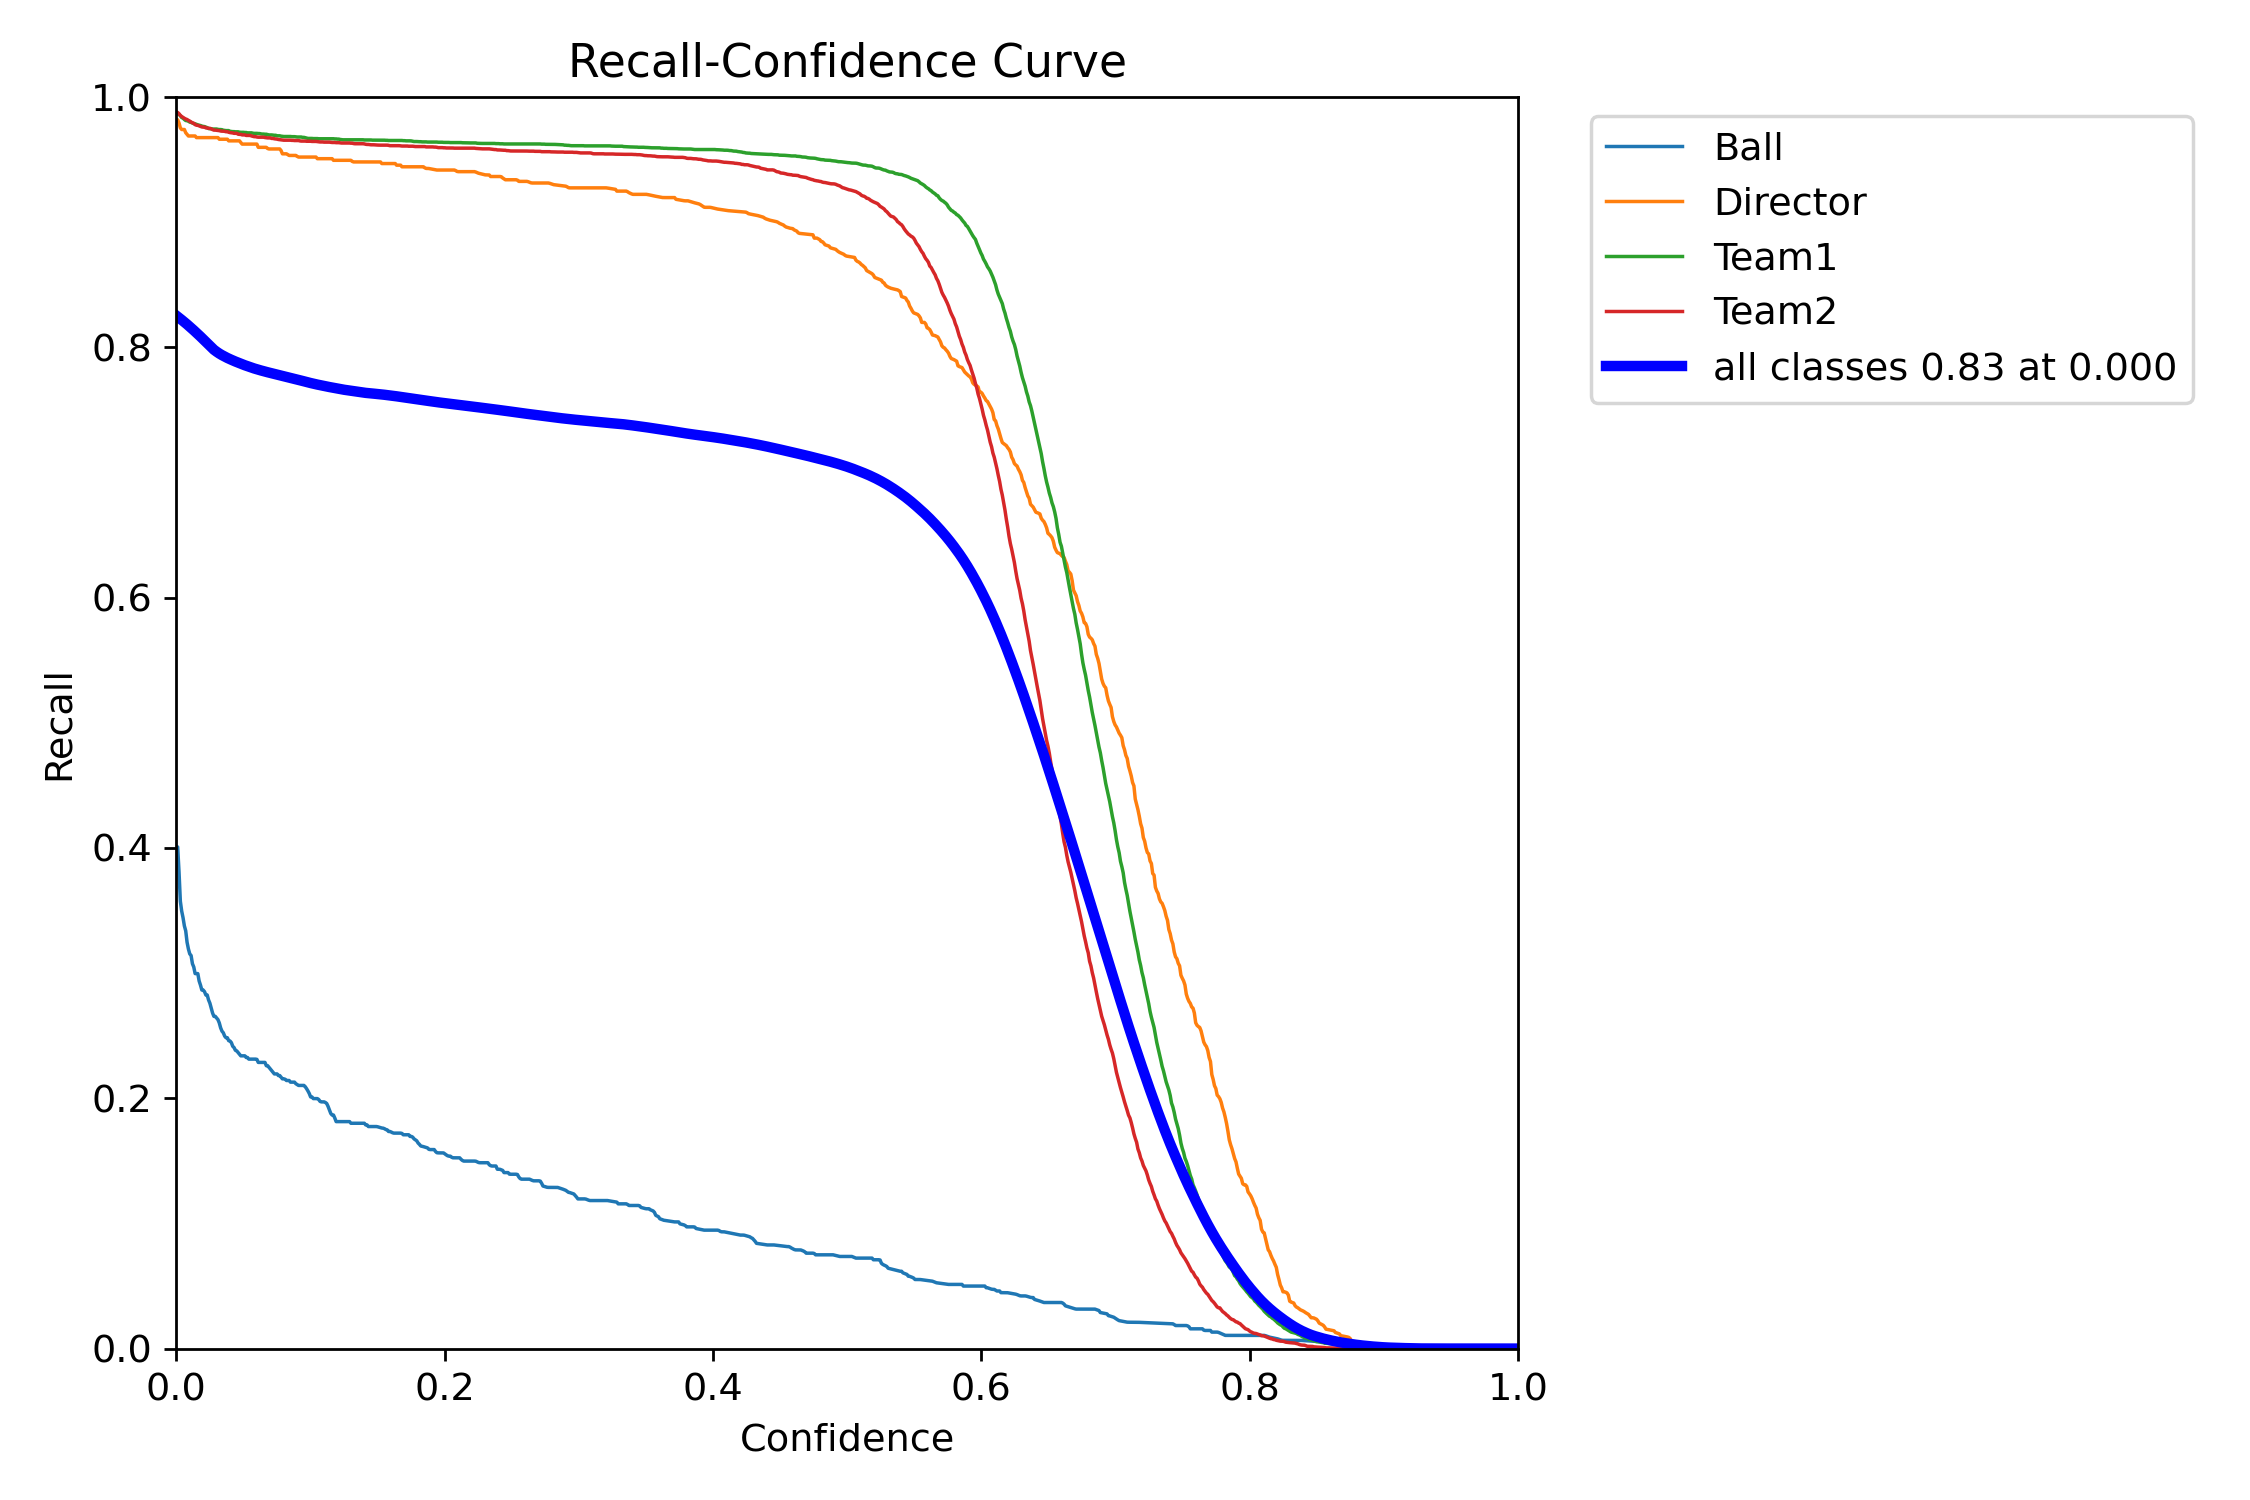 Recall-Confidence Curve
1.0
0.8
0.6
0.4
0.2
0.0
Recall
0.0 0.2 0.4 0.6 0.8 1.0
Confidence
Ball
Director
Team1
Team2
all classes 0.83 at 0.000